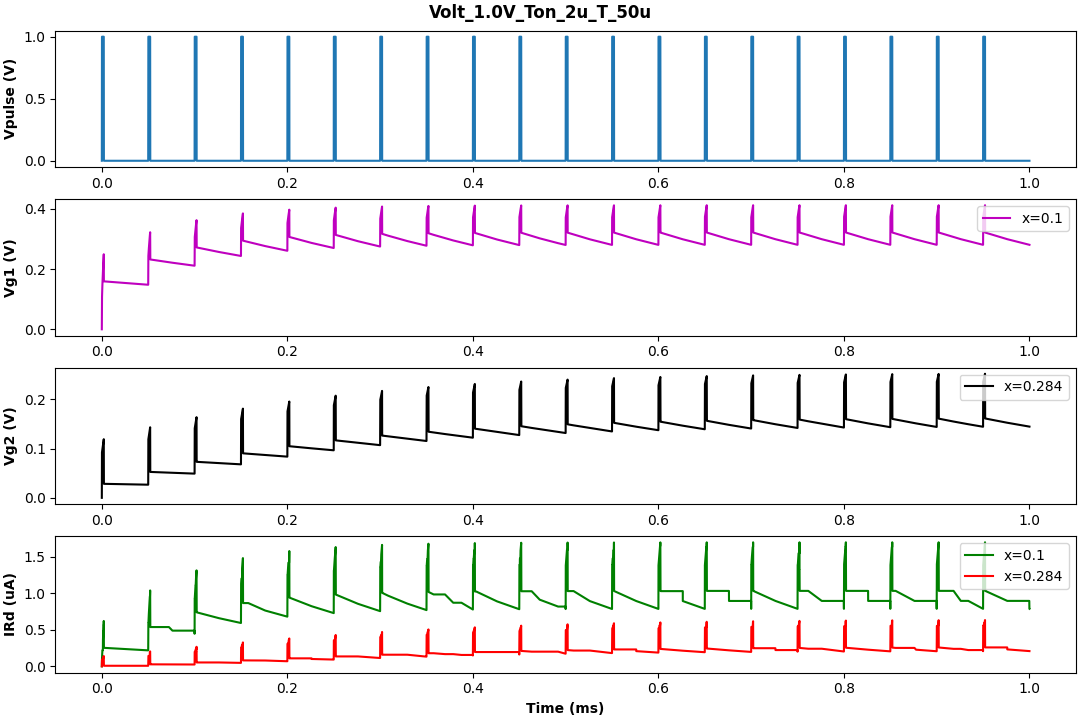 Volt_1.0V_Ton_2u_T_50u
Vpulse (V)
1.0
0.5
0.0
0.0 0.2 0.4 0.6 0.8 1.0
Vg1 (V)
0.4
0.2
0.0
x=0.1
0.0 0.2 0.4 0.6 0.8 1.0
Vg2 (V)
0.2
0.1
0.0
x=0.284
0.0 0.2 0.4 0.6 0.8 1.0
IRd (uA)
1.5
1.0
0.5
0.0
x=0.1
x=0.284
0.0 0.2 0.4 0.6 0.8 1.0
Time (ms)